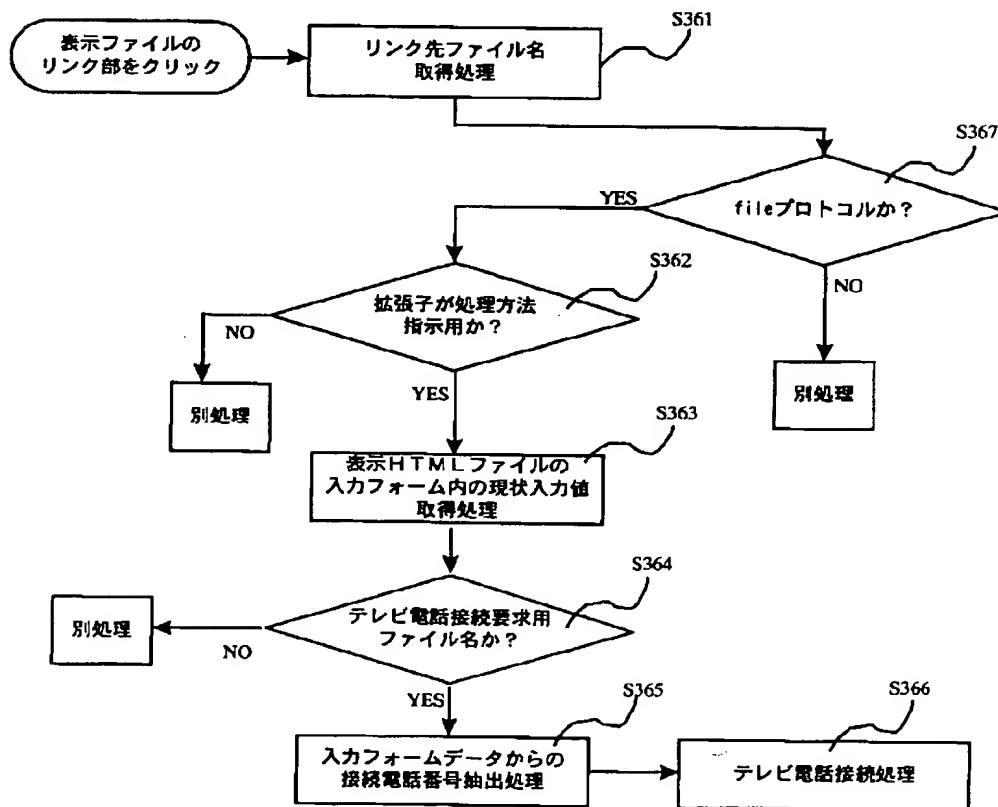 表示ファイルの
リンク部をクリック
リンク先ファイル名
取得処理
S361
S367
fileプロトコルか？
YES
NO
別処理
S362
拡張子が処理方法
指示用か？
NO
別処理
YES
S363
表示HTMLファイルの
入力フォーム内の現状入力値
取得処理
S364
テレビ電話接続要求用
ファイル名か？
NO
別処理
YES
S365
入力フォームデータからの
接続電話番号抽出処理
S366
テレビ電話接続処理